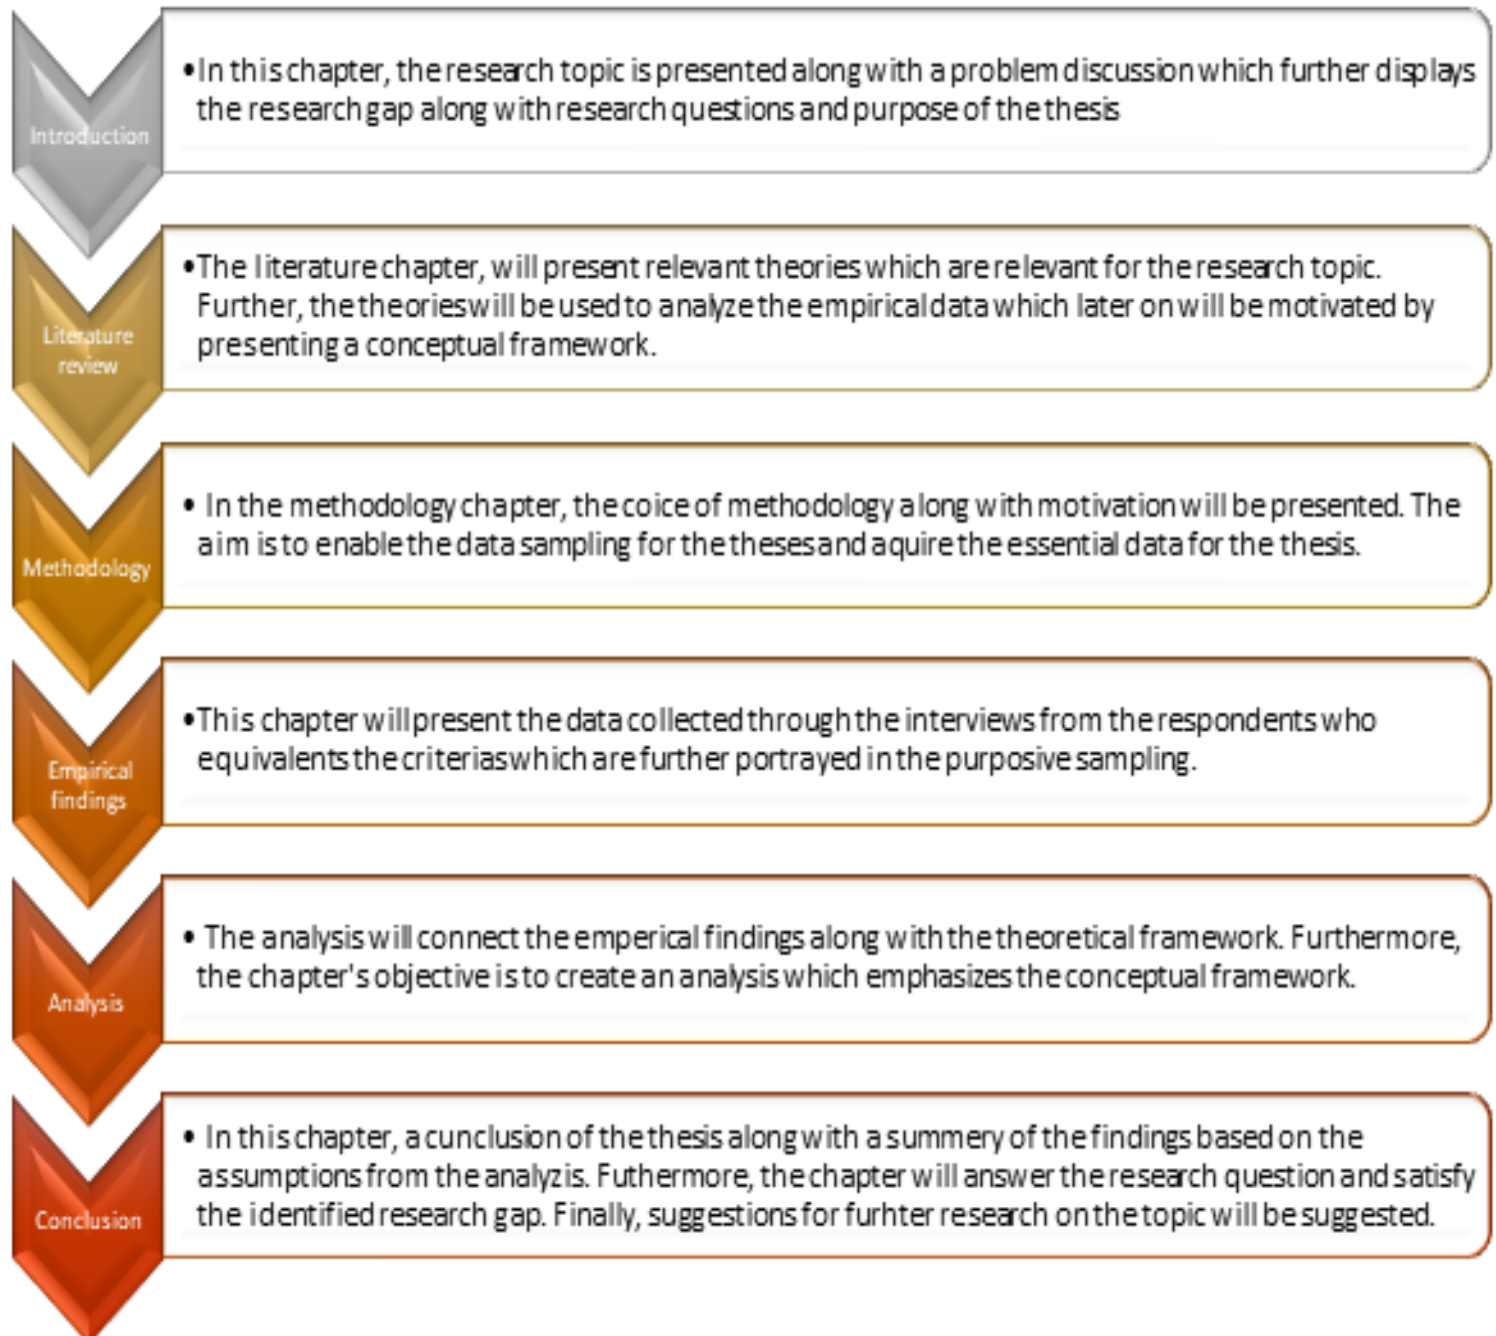 Introduction
•In this chapter, the research topic is presented along with a problem discussion which further displays
the research gap along with research questions and purpose of the thesis
Literature
review
•The literature chapter, will present relevant theories which are relevant for the research topic.
Further, the theories will be used to analyze the empirical data which later on will be motivated by
presenting a conceptual framework.
Methodology
• In the methodology chapter, the coice of methodology along with motivation will be presented. The
aim is to enable the data sampling for the theses and aquire the essential data for the thesis.
Empirical
findings
•This chapter will present the data collected through the interviews from the respondents who
equivalents the criterias which are further portrayed in the purposive sampling.
Analysis
• The analysis will connect the emperical findings along with the theoretical framework. Furthermore,
the chapter's objective is to create an analysis which emphasizes the conceptual framework.
Conclusion
• In this chapter, a cunclusion of the thesis along with a summery of the findings based on the
assumptions from the analyzis. Futhermore, the chapter will answer the research question and satisfy
the identified research gap. Finally, suggestions for furhter research on the topic will be suggested.